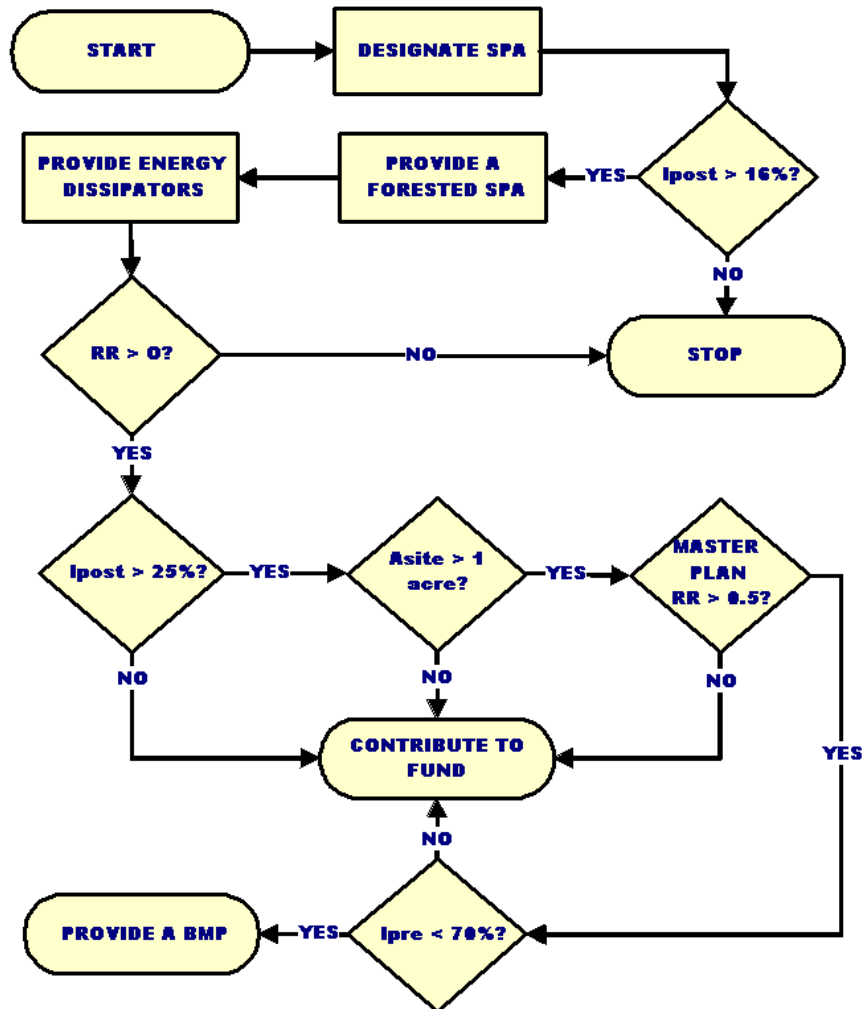 START
DESIGNATE SPA
Ipost > 16%?
YES
PROVIDE A
FORESTED SPA
PROVIDE ENERGY
DISSIPATORS
NO
STOP
RR > 0?
NO
YES
Ipost > 25%?
YES
Asite > 1
acre?
YES
MASTER
PLAN
RR > 0.5?
NO
NO
NO
YES
CONTRIBUTE TO
FUND
NO
Ipre < 70%?
YES
PROVIDE A BMP